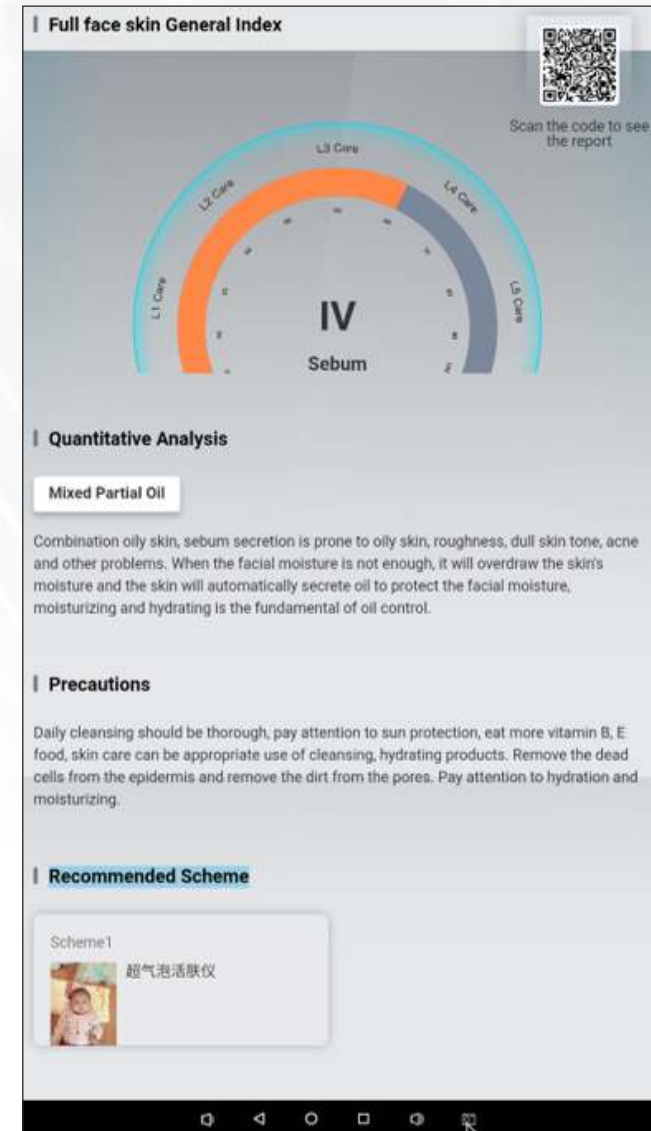 Full face skin General Index
Scan the code to see
the report
L1 Care
L2 Care
L3 Care
L4 Care
L5 Care
IV
Sebum
Quantitative Analysis
Mixed Partial Oil
Combination oily skin, sebum secretion is prone to oily skin, roughness, dull skin tone, acne
and other problems. When the facial moisture is not enough, it will overdraw the skin's
moisture and the skin will automatically secrete oil to protect the facial moisture,
moisturizing and hydrating is the fundamental of oil control.
Precautions
Daily cleansing should be thorough, pay attention to sun protection, eat more vitamin B, E
food, skin care can be appropriate use of cleansing, hydrating products. Remove the dead
cells from the epidermis and remove the dirt from the pores. Pay attention to hydration and
moisturizing.
Recommended Scheme
Scheme1
超气泡活肤仪